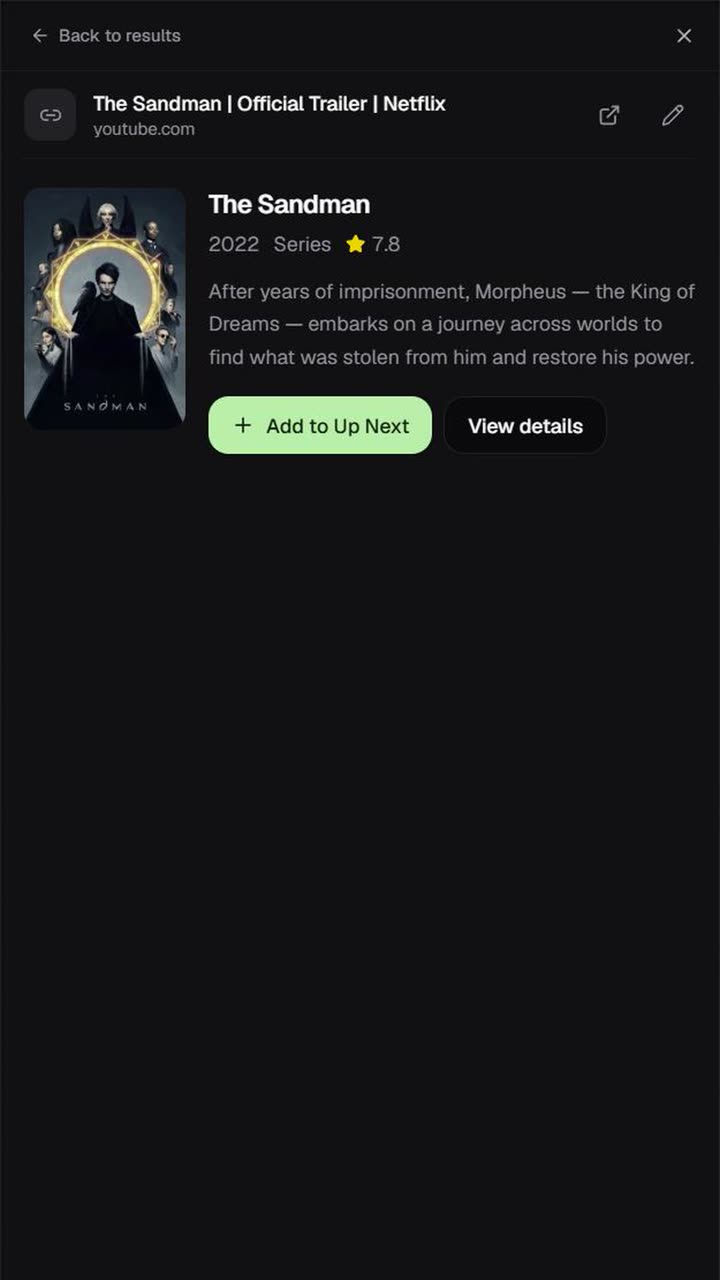 Back to results
The Sandman | Official Trailer | Netflix
youtube.com
The Sandman
2022 Series 7.8
After years of imprisonment, Morpheus — the King of
Dreams — embarks on a journey across worlds to
find what was stolen from him and restore his power.
THE
SANDMAN
Add to Up Next
View details